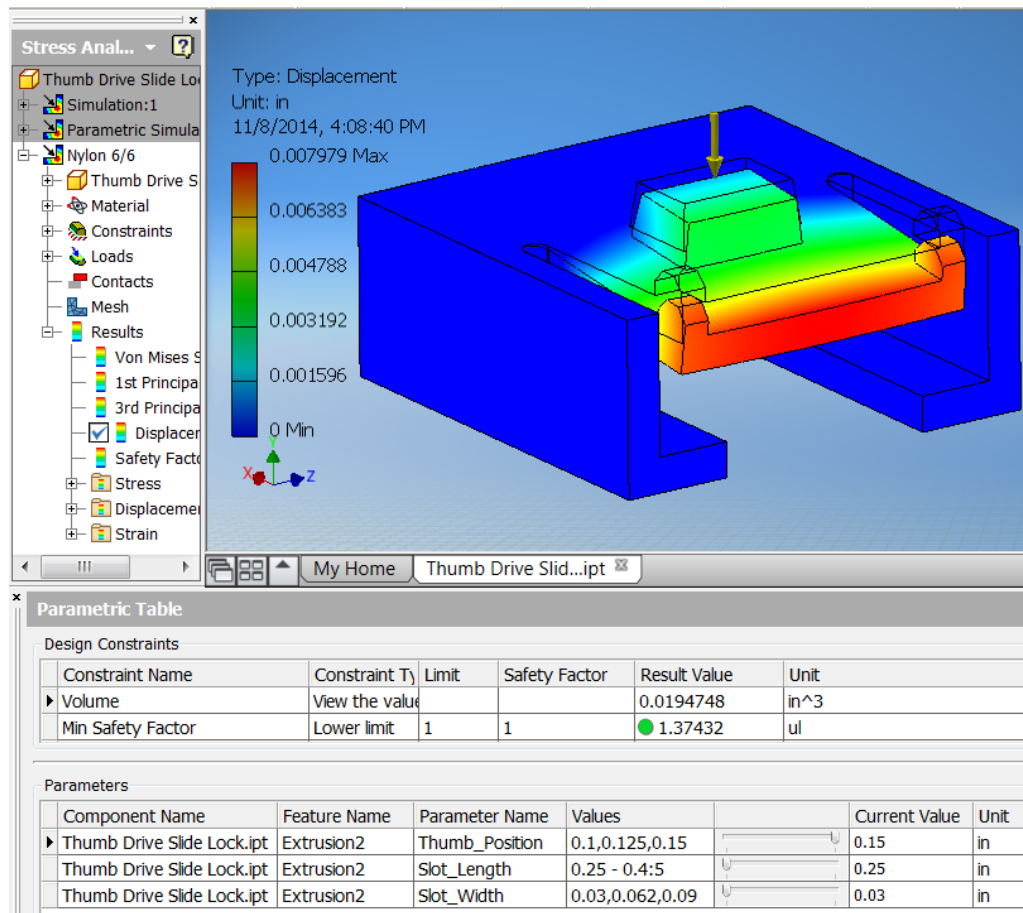 Stress Anal...
Thumb Drive Slide Lo
Simulation:1
Parametric Simula
Nylon 6/6
Thumb Drive S
Material
Constraints
Loads
Contacts
Mesh
Results
Von Mises S
1st Principa
3rd Principa
Displacer
Safety Facto
Stress
Displacemer
Strain
Type: Displacement
Unit: in
11/8/2014, 4:08:40 PM
0.007979 Max
0.006383
0.004788
0.003192
0.001596
0 Min
Y
X
Z
My Home
Thumb Drive Slid...ipt
Parametric Table
Design Constraints
Constraint Name Constraint Ty Limit Safety Factor Result Value Unit
Volume View the value 0.0194748 in^3
Min Safety Factor Lower limit 1 1 1.37432 ul
Parameters
Component Name Feature Name Parameter Name Values Current Value Unit
Thumb Drive Slide Lock.ipt Extrusion2 Thumb_Position 0.1,0.125,0.15 0.15 in
Thumb Drive Slide Lock.ipt Extrusion2 Slot_Length 0.25 - 0.4:5 0.25 in
Thumb Drive Slide Lock.ipt Extrusion2 Slot_Width 0.03,0.062,0.09 0.03 in